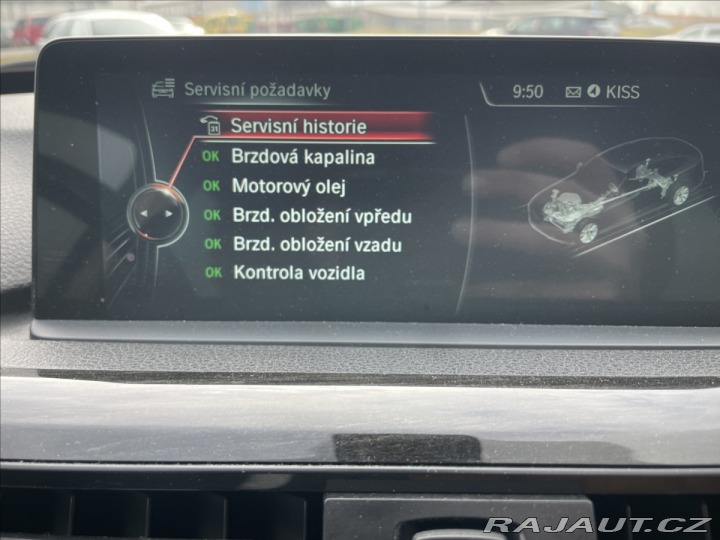 Servisní požadavky
9:50 KISS
31 Servisní historie
OK Brzdová kapalina
OK Motorový olej
OK Brzd. obložení vpředu
OK Brzd. obložení vzadu
OK Kontrola vozidla
RAJAUT.CZ